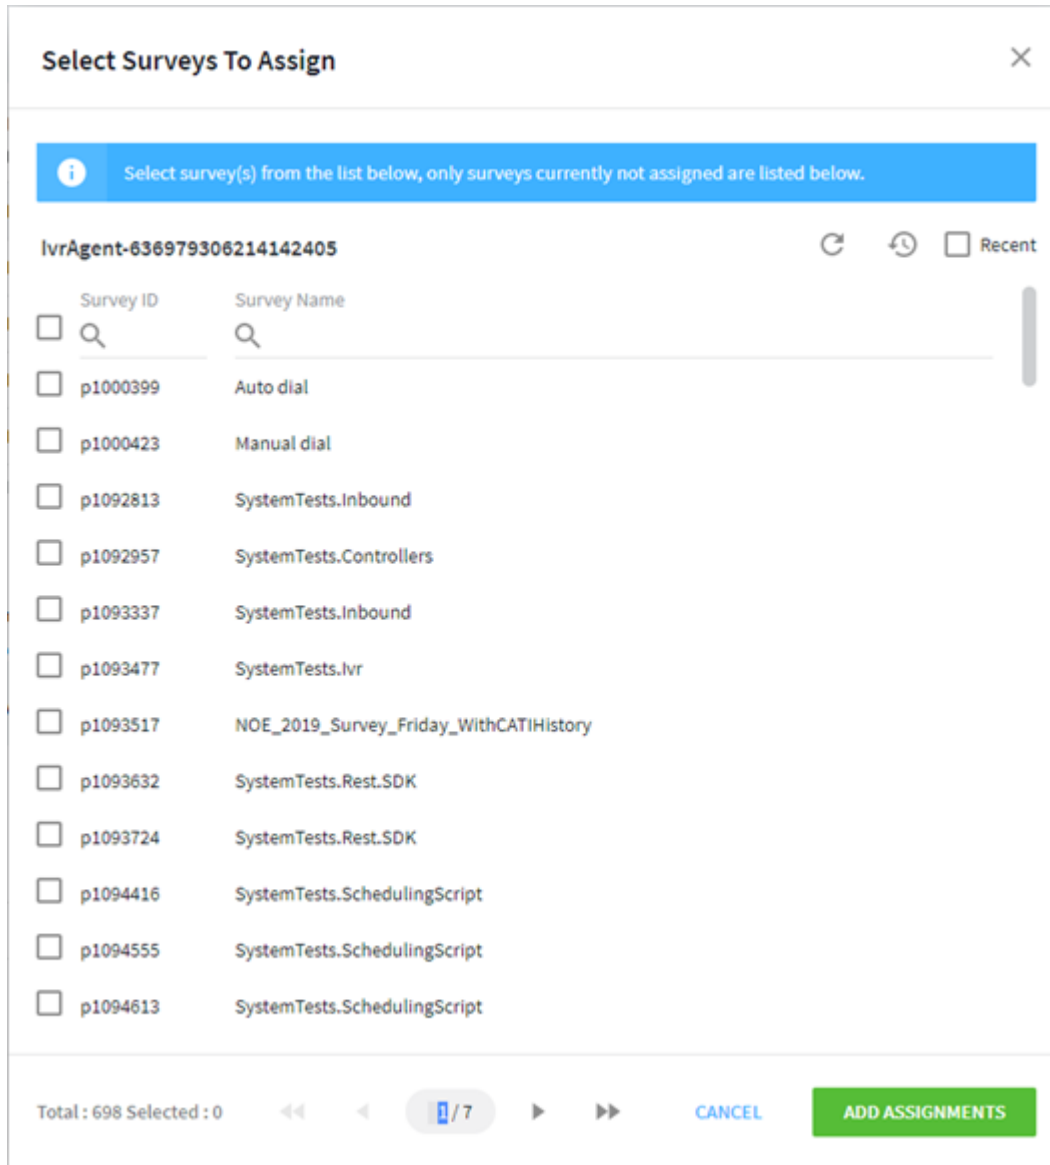 Select Surveys To Assign
Select survey(s) from the list below, only surveys currently not assigned are listed below.
IvrAgent-636979306214142405 Recent
Survey ID Survey Name
p1000399 Auto dial
p1000423 Manual dial
p1092813 SystemTests.Inbound
p1092957 SystemTests.Controllers
p1093337 SystemTests.Inbound
p1093477 SystemTests.Ivr
p1093517 NOE_2019_Survey_Friday_WithCATIHistory
p1093632 SystemTests.Rest.SDK
p1093724 SystemTests.Rest.SDK
p1094416 SystemTests.SchedulingScript
p1094555 SystemTests.SchedulingScript
p1094613 SystemTests.SchedulingScript
Total : 698 Selected : 0 1 / 7 CANCEL ADD ASSIGNMENTS